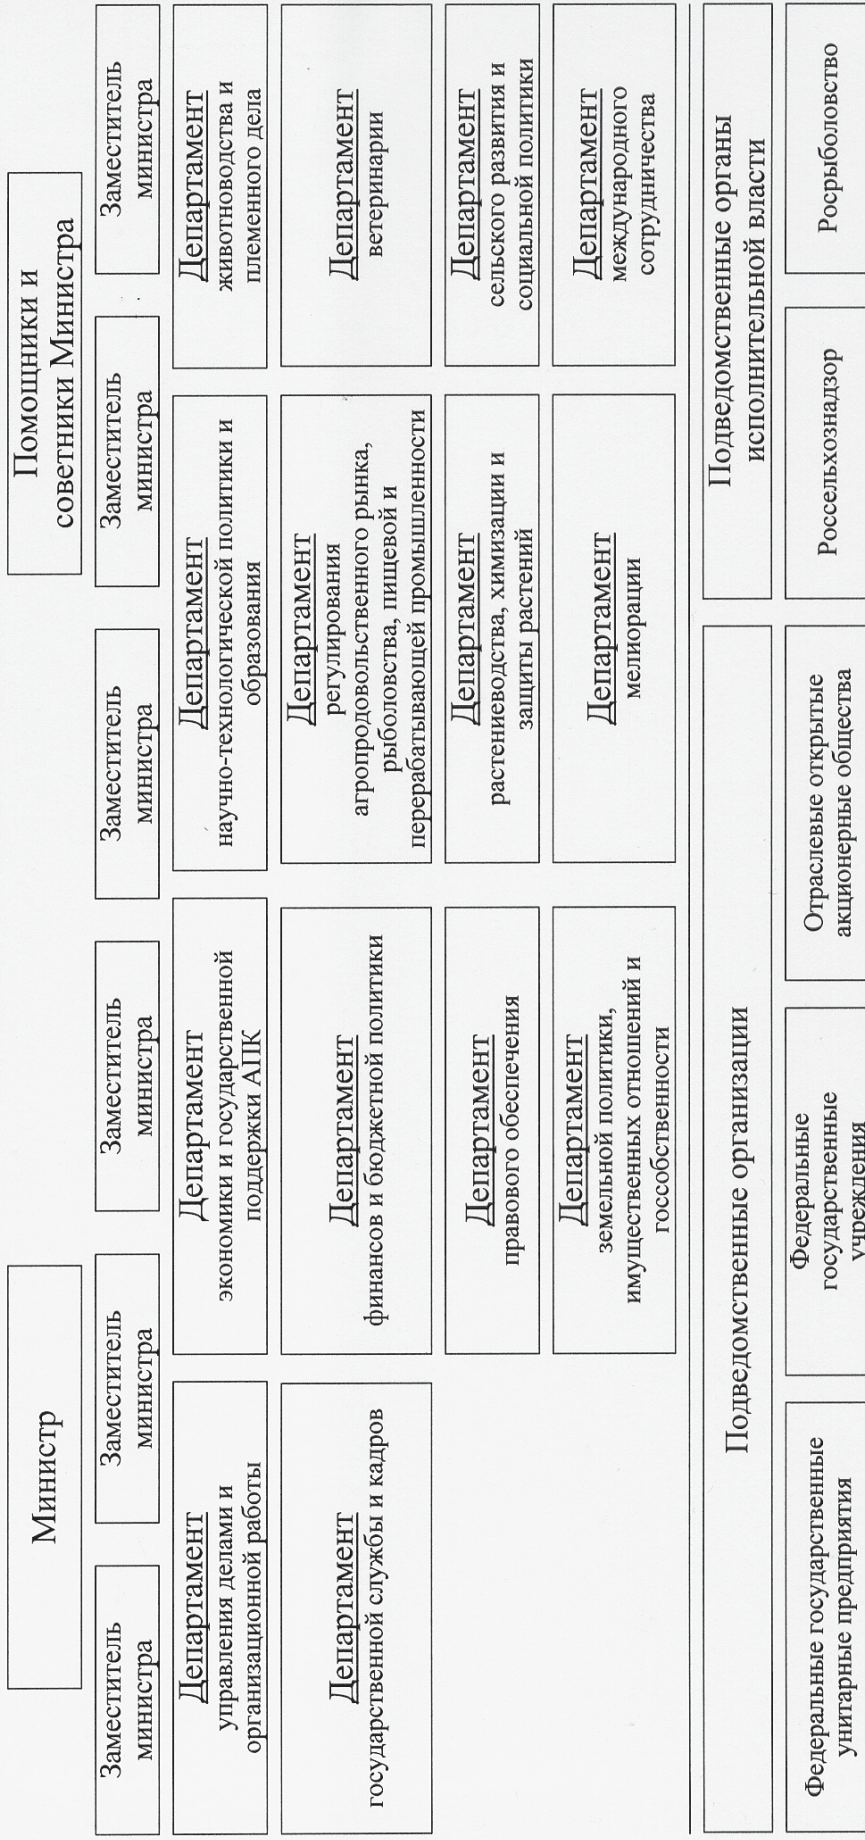 Министр
Помощники и
советники Министра
Заместитель
министра
Заместитель
министра
Заместитель
министра
Заместитель
министра
Заместитель
министра
Заместитель
министра
Департамент
управления делами и
организационной работы
Департамент
экономики и государственной
поддержки АПК
Департамент
научно-технологической политики и
образования
Департамент
животноводства и
племенного дела
Департамент
государственной службы и кадров
Департамент
финансов и бюджетной политики
Департамент
регулирования
агропродовольственного рынка,
рыболовства, пищевой и
перерабатывающей промышленности
Департамент
ветеринарии
Департамент
правового обеспечения
Департамент
растениеводства, химизации и
защиты растений
Департамент
сельского развития и
социальной политики
Департамент
земельной политики,
имущественных отношений и
госсобственности
Департамент
мелиорации
Департамент
международного
сотрудничества
Подведомственные организации
Подведомственные органы
исполнительной власти
Федеральные государственные
унитарные предприятия
Федеральные
государственные
учреждения
Отраслевые открытые
акционерные общества
Россельхознадзор
Росрыболовство